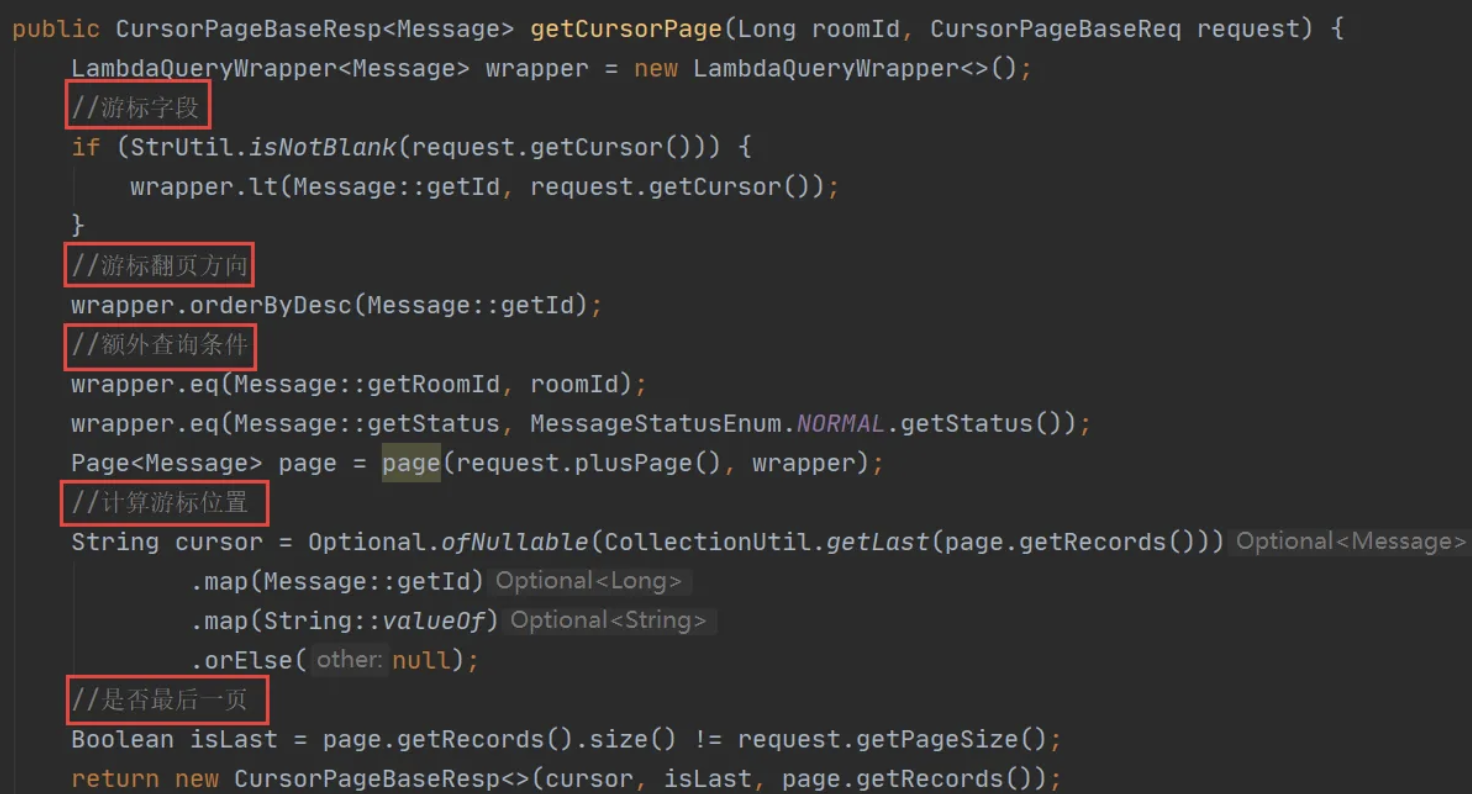 public CursorPageBaseResp<Message> getCursorPage(Long roomId, CursorPageBaseReq request) {
LambdaQueryWrapper<Message> wrapper = new LambdaQueryWrapper<>();
//游标字段
if (StrUtil.isNotBlank(request.getCursor())) {
wrapper.lt(Message::getId, request.getCursor());
}
//游标翻页方向
wrapper.orderByDesc(Message::getId);
//额外查询条件
wrapper.eq(Message::getRoomId, roomId);
wrapper.eq(Message::getStatus, MessageStatusEnum.NORMAL.getStatus());
Page<Message> page = page(request.plusPage(), wrapper);
//计算游标位置
String cursor = Optional.ofNullable(CollectionUtil.getLast(page.getRecords())) Optional<Message>
.map(Message::getId) Optional<Long>
.map(String::valueOf) Optional<String>
.orElse( other: null);
//是否最后一页
Boolean isLast = page.getRecords().size() != request.getPageSize();
return new CursorPageBaseResp<>(cursor, isLast, page.getRecords());